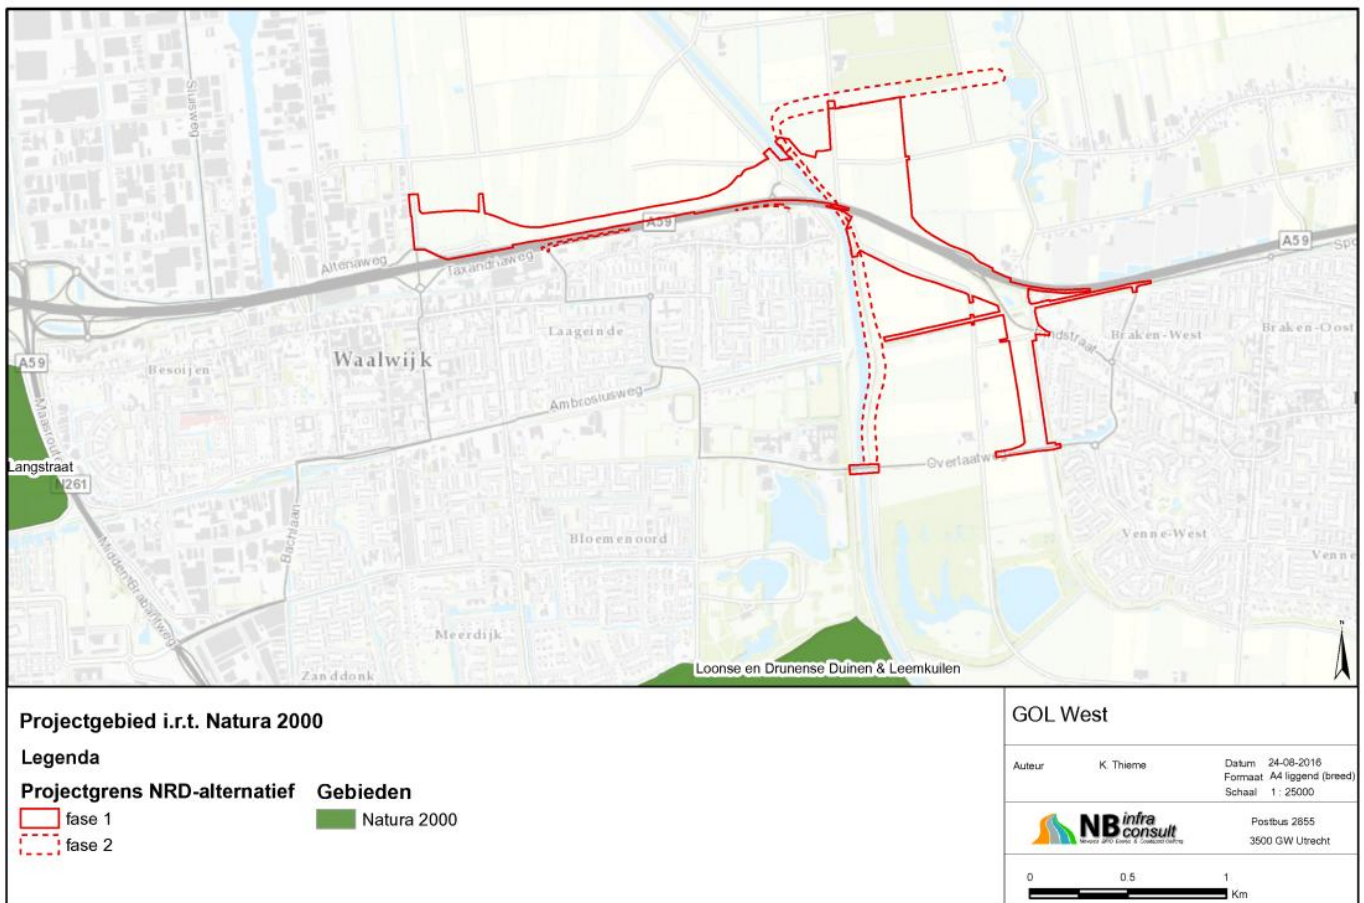 Sluisweg
A59
A59
Altenaweg
Taxandriaweg
Laageinde
Braken-West
Braken-Oost
Waalwijk
A59
Besoijen
Ambrosiusweg
Langstraat
N261
Overlaatweg
Bachlaan
Bloemenoord
Venne-West
Venne
Midden-Brabantweg
Meerdijk
Zanddonk
Loonse en Drunense Duinen & Leemkuilen
N
Projectgebied i.r.t. Natura 2000
Legenda
Projectgrens NRD-alternatief Gebieden
fase 1 Natura 2000
fase 2
GOL West
Auteur K. Thieme Datum 24-08-2016
Formaat A4 liggend (breed)
Schaal 1 : 25000
NB infra consult
Postbus 2855
3500 GW Utrecht
0 0.5 1
Km